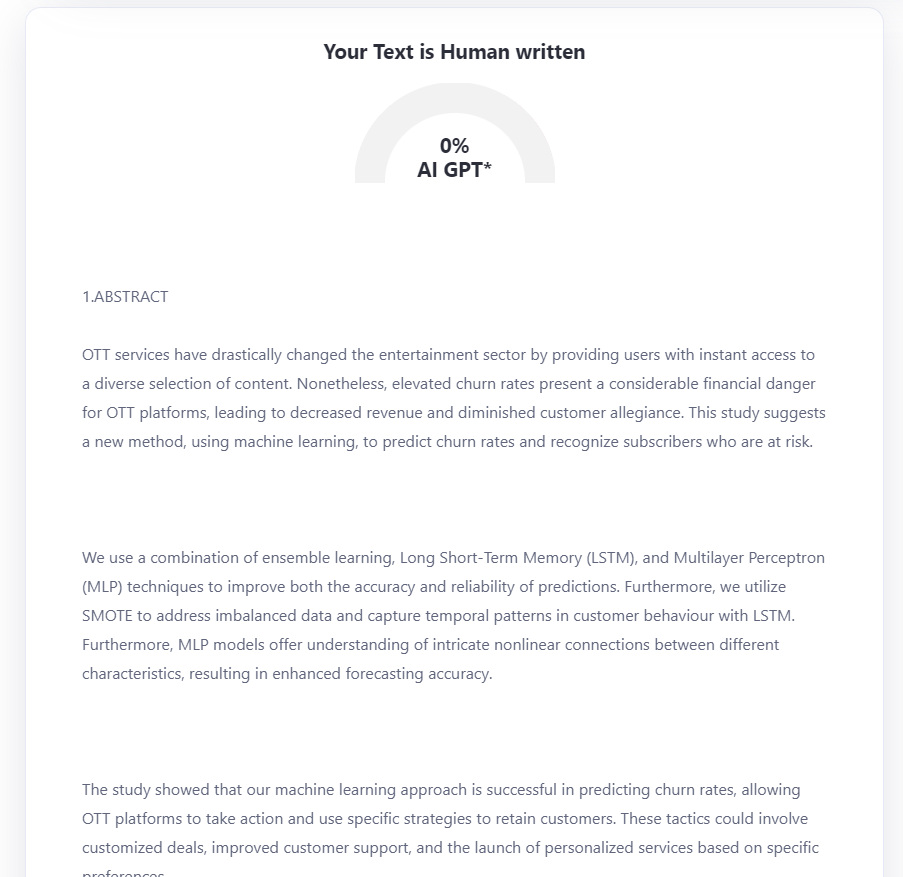 Your Text is Human written
0%
AI GPT*
1.ABSTRACT
OTT services have drastically changed the entertainment sector by providing users with instant access to
a diverse selection of content. Nonetheless, elevated churn rates present a considerable financial danger
for OTT platforms, leading to decreased revenue and diminished customer allegiance. This study suggests
a new method, using machine learning, to predict churn rates and recognize subscribers who are at risk.
We use a combination of ensemble learning, Long Short-Term Memory (LSTM), and Multilayer Perceptron
(MLP) techniques to improve both the accuracy and reliability of predictions. Furthermore, we utilize
SMOTE to address imbalanced data and capture temporal patterns in customer behaviour with LSTM.
Furthermore, MLP models offer understanding of intricate nonlinear connections between different
characteristics, resulting in enhanced forecasting accuracy.
The study showed that our machine learning approach is successful in predicting churn rates, allowing
OTT platforms to take action and use specific strategies to retain customers. These tactics could involve
customized deals, improved customer support, and the launch of personalized services based on specific
preferences.